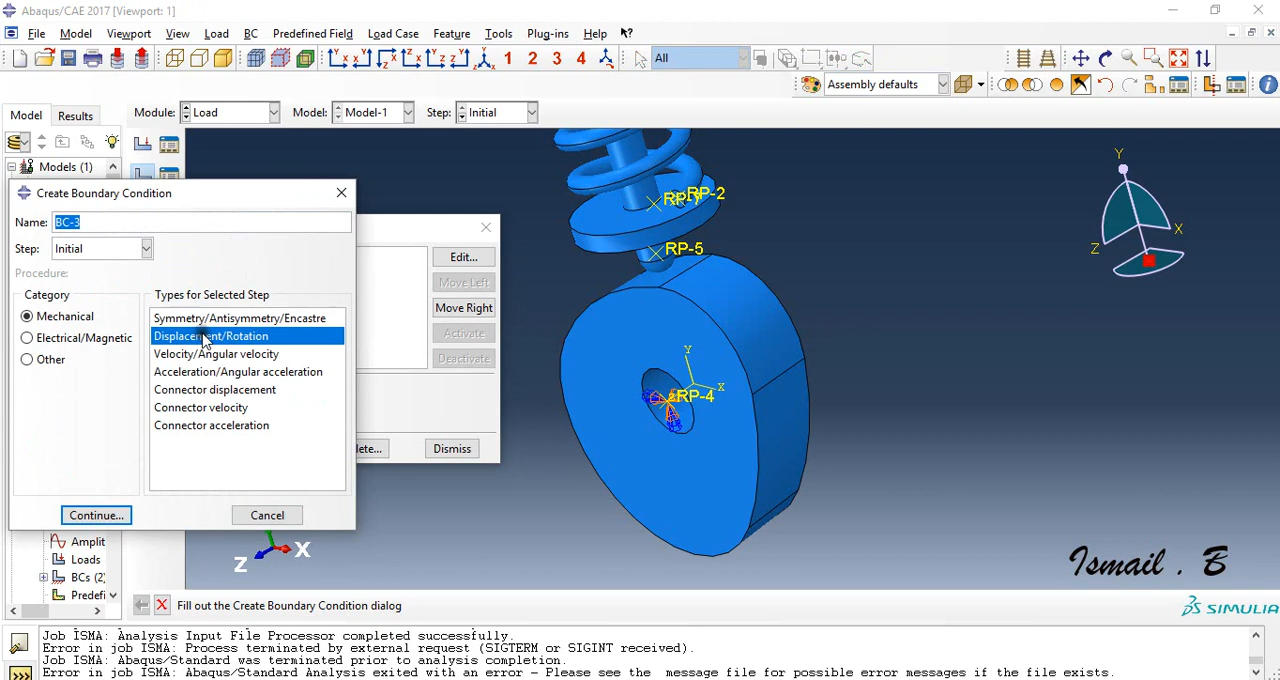 Abaqus/CAE 2017 [Viewport: 1]
File Model Viewport View Load BC Predefined Field Load Case Feature Tools Plug-ins Help
1 2 3 4 All
Assembly defaults
Model Results Module: Load Model: Model-1 Step: Initial
Models (1)
Create Boundary Condition
Name: BC-3
Step: Initial
Procedure:
Category
Mechanical
Electrical/Magnetic
Other
Types for Selected Step
Symmetry/Antisymmetry/Encastre
Displacement/Rotation
Velocity/Angular velocity
Acceleration/Angular acceleration
Connector displacement
Connector velocity
Connector acceleration
Continue... Cancel
Edit...
Move Left
Move Right
Activate
Deactivate
Dismiss
RP-2
RP-5
Y
X
RP-4
Y
X
Z
Amplit
Loads
BCs (2)
Predefi
Z X
Ismail . B
SIMULIA
Fill out the Create Boundary Condition dialog
Job ISMA: Analysis Input File Processor completed successfully.
Error in job ISMA: Process terminated by external request (SIGTERM or SIGINT received).
Job ISMA: Abaqus/Standard was terminated prior to analysis completion.
Error in job ISMA: Abaqus/Standard Analysis exited with an error - Please see the message file for possible error messages if the file exists.